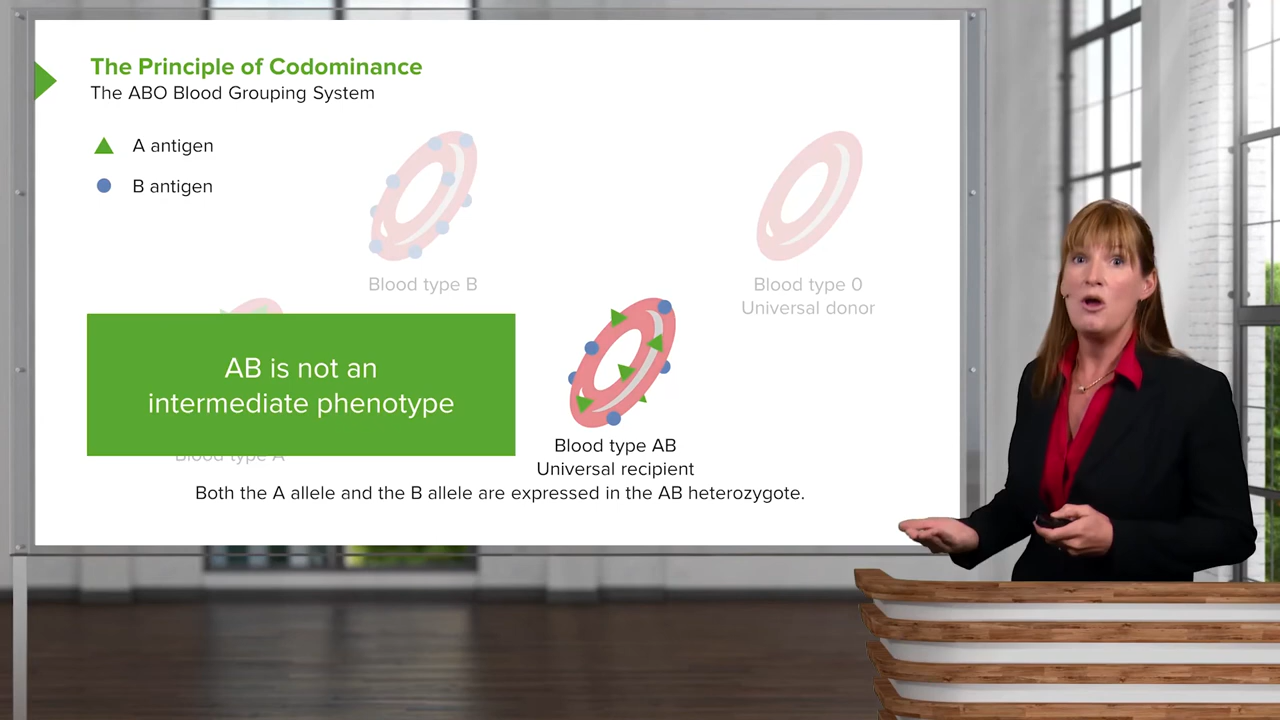 The Principle of Codominance
The ABO Blood Grouping System
A antigen
B antigen
Blood type B
Blood type 0
Universal donor
AB is not an
intermediate phenotype
Blood type A
Blood type AB
Universal recipient
Both the A allele and the B allele are expressed in the AB heterozygote.